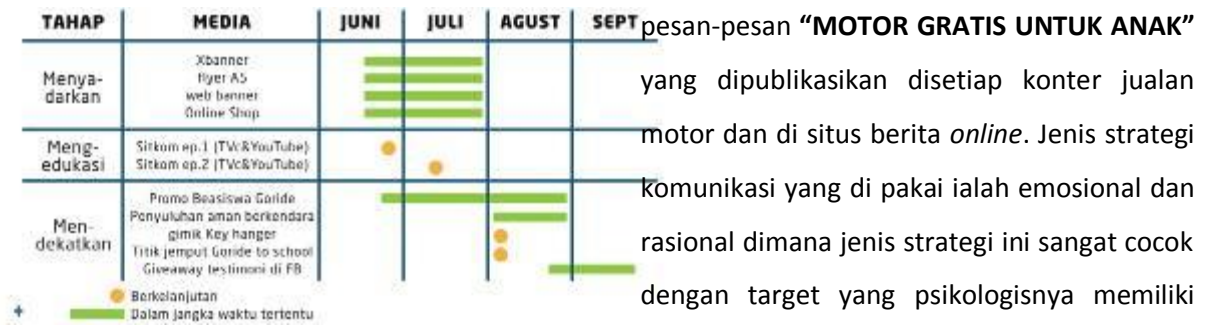 TAHAP MEDIA JUNI JULI AGUST SEPT
Menya-
darkan
Xbanner
flyer A5
web banner
Online Shop
Meng-
edukasi
Sitkom ep.1 (TVc&YouTube)
Sitkom ep.2 (TVc&YouTube)
Men-
dekatkan
Promo Beasiswa Goride
Penyuluhan aman berkendara
gimik Key hanger
Titik jemput Goride to school
Giveaway testimoni di FB
Berkelanjutan
Dalam jangka waktu tertentu
pesan-pesan “MOTOR GRATIS UNTUK ANAK”
yang dipublikasikan disetiap konter jualan
motor dan di situs berita online. Jenis strategi
komunikasi yang di pakai ialah emosional dan
rasional dimana jenis strategi ini sangat cocok
dengan target yang psikologisnya memiliki